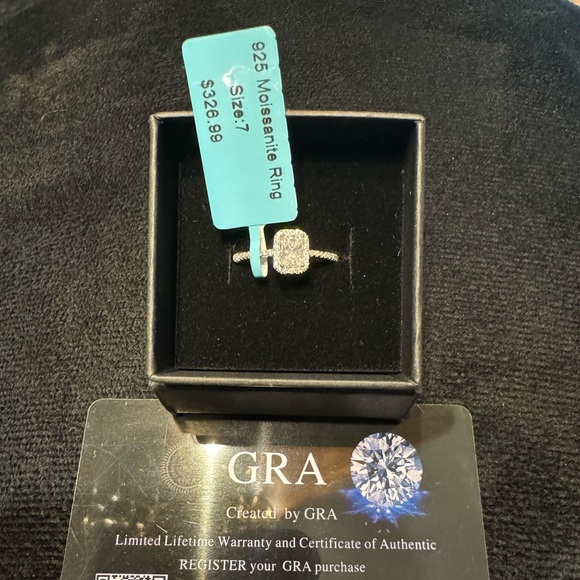 925 Moissanite Ring
Size:7
$326.99
GRA
Created by GRA
Limited Lifetime Warranty and Certificate of Authentic
REGISTER your GRA purchase